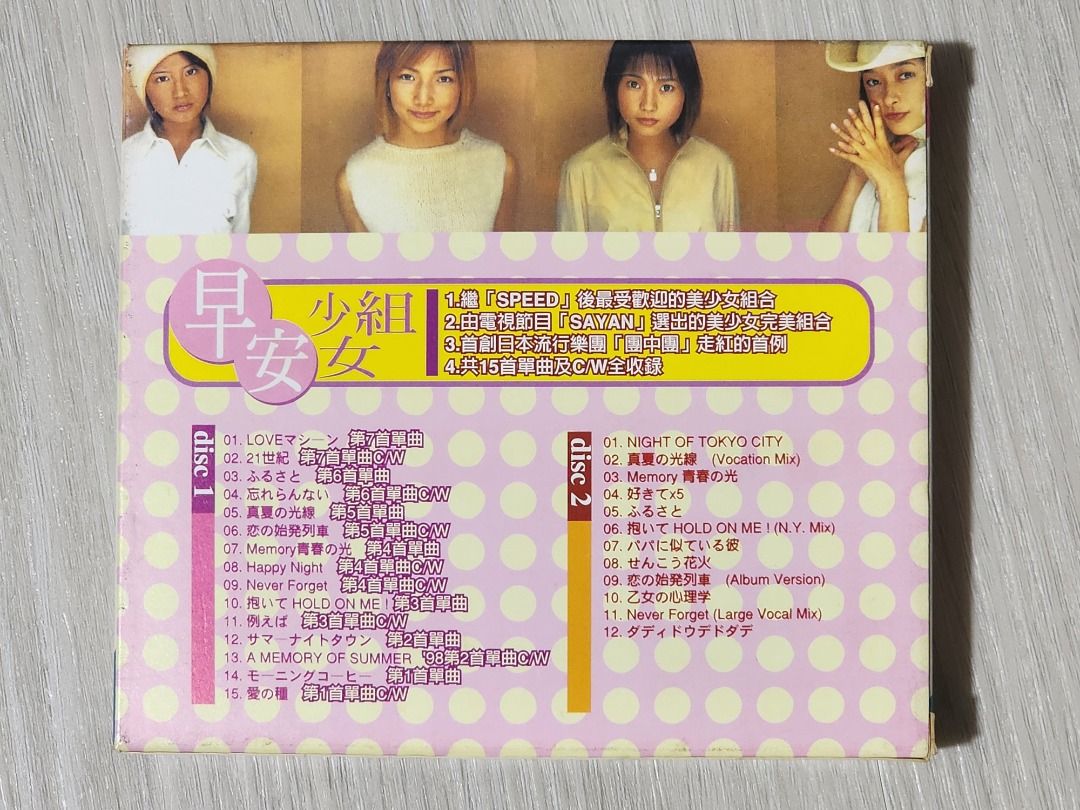 早安
少女組
1.繼「SPEED」後最受歡迎的美少女組合
2.由電視節目「SAYAN」選出的美少女完美組合
3.首創日本流行樂團「團中團」走紅的首例
4.共15首單曲及C/W全收錄
disc 1
01. LOVEマシーン 第7首單曲
02. 21世紀 第7首單曲C/W
03. ふるさと 第6首單曲
04. 忘れらんない 第6首單曲C/W
05. 真夏の光線 第5首單曲
06. 恋の始発列車 第5首單曲C/W
07. Memory青春の光 第4首單曲
08. Happy Night 第4首單曲C/W
09. Never Forget 第4首單曲C/W
10. 抱いて HOLD ON ME ! 第3首單曲
11. 例えば 第3首單曲C/W
12. サマーナイトタウン 第2首單曲
13. A MEMORY OF SUMMER '98第2首單曲C/W
14. モーニングコーヒー 第1首單曲
15. 愛の種 第1首單曲C/W
disc 2
01. NIGHT OF TOKYO CITY
02. 真夏の光線 (Vocation Mix)
03. Memory 青春の光
04. 好きてx5
05. ふるさと
06. 抱いて HOLD ON ME ! (N.Y. Mix)
07. パパに似ている彼
08. せんこう花火
09. 恋の始発列車 (Album Version)
10. 乙女の心理学
11. Never Forget (Large Vocal Mix)
12. ダディドウデドダデ